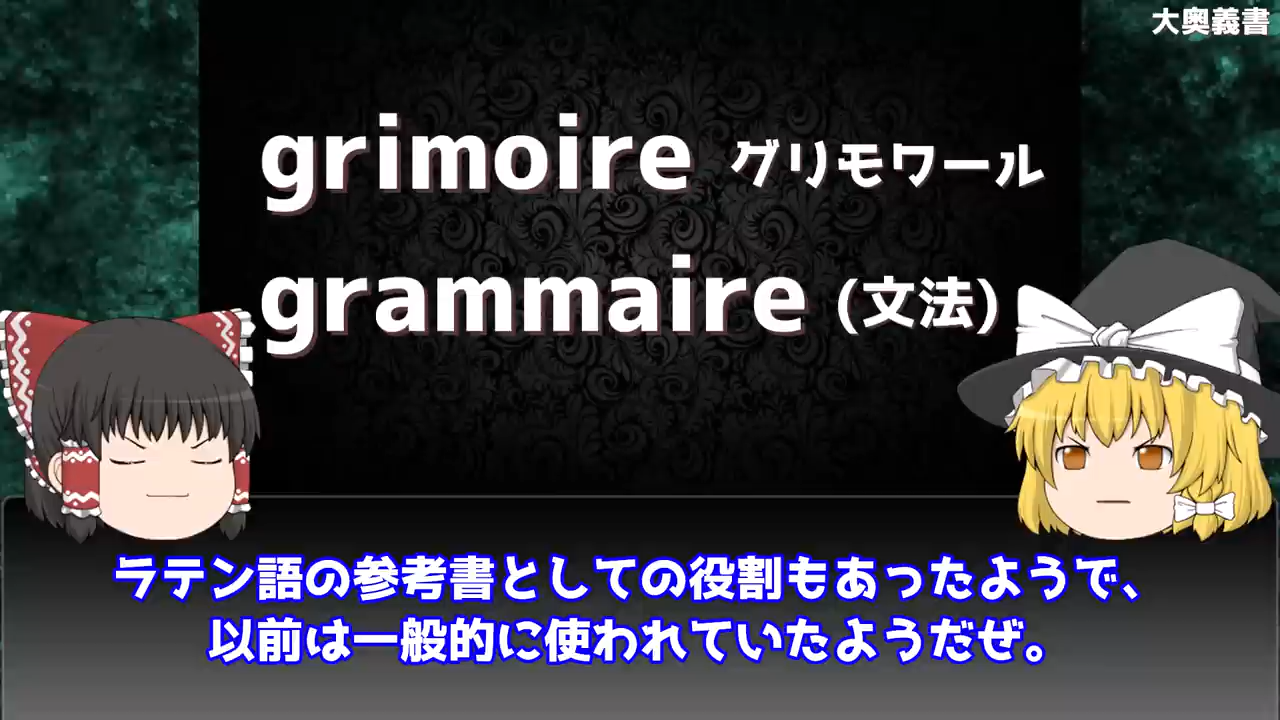 大奥義書
grimoire グリモワール
grammaire (文法)
ラテン語の参考書としての役割もあったようで、
以前は一般的に使われていたようだぜ。